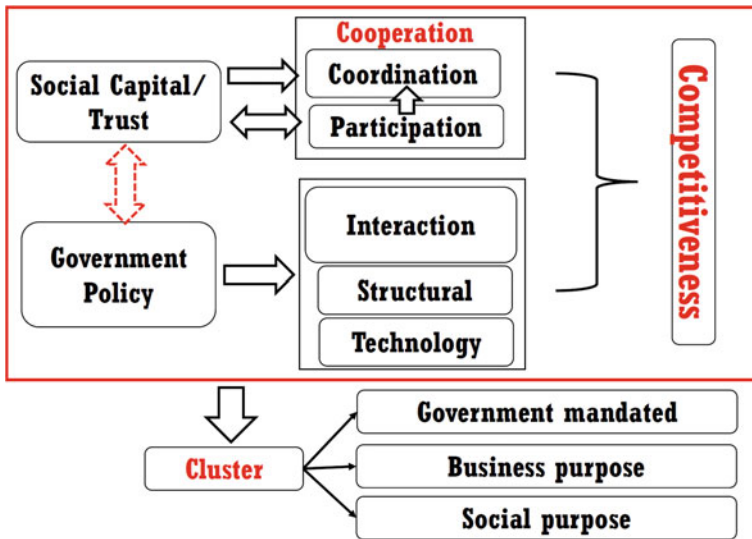 Cooperation
Coordination
Participation
Social Capital/
Trust
Government
Policy
Interaction
Structural
Technology
Competitiveness
Cluster
Government mandated
Business purpose
Social purpose